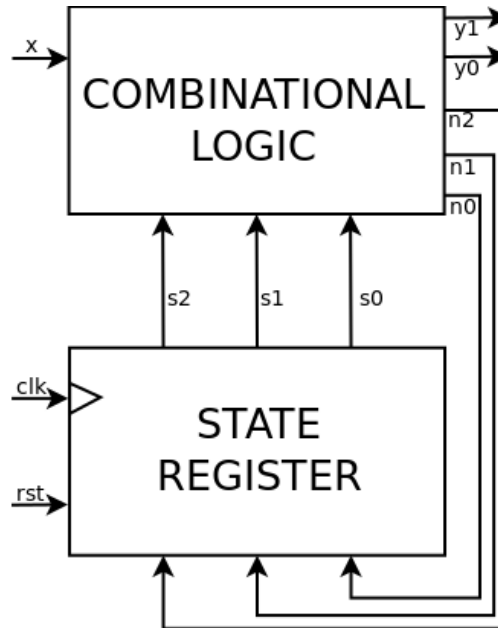 x
COMBINATIONAL
LOGIC
y1
y0
n2
n1
n0
s2
s1
s0
clk
rst
STATE
REGISTER